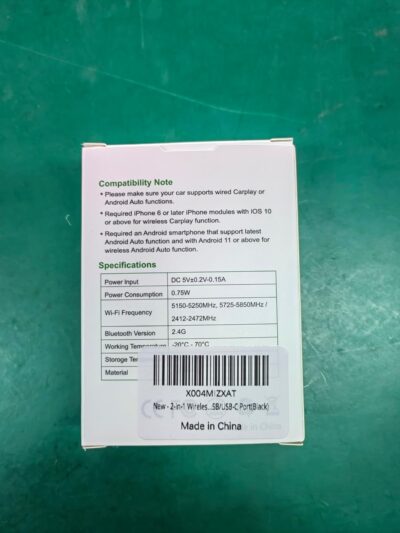 Compatibility Note
• Please make sure your car supports wired Carplay or
Android Auto functions.
• Required iPhone 6 or later iPhone modules with IOS 10
or above for wireless Carplay function.
• Required an Android smartphone that support latest
Android Auto function and with Android 11 or above for
wireless Android Auto function.
Specifications
Power Input DC 5V±0.2V-0.15A
Power Consumption 0.75W
Wi-Fi Frequency 5150-5250MHz, 5725-5850MHz /
2412-2472MHz
Bluetooth Version 2.4G
Working Temperature -20°C - 70°C
Storage
Material
X004MIZXAT
New - 2-in-1 Wireles...SB/USB-C Port(Black)
Made in China
in China